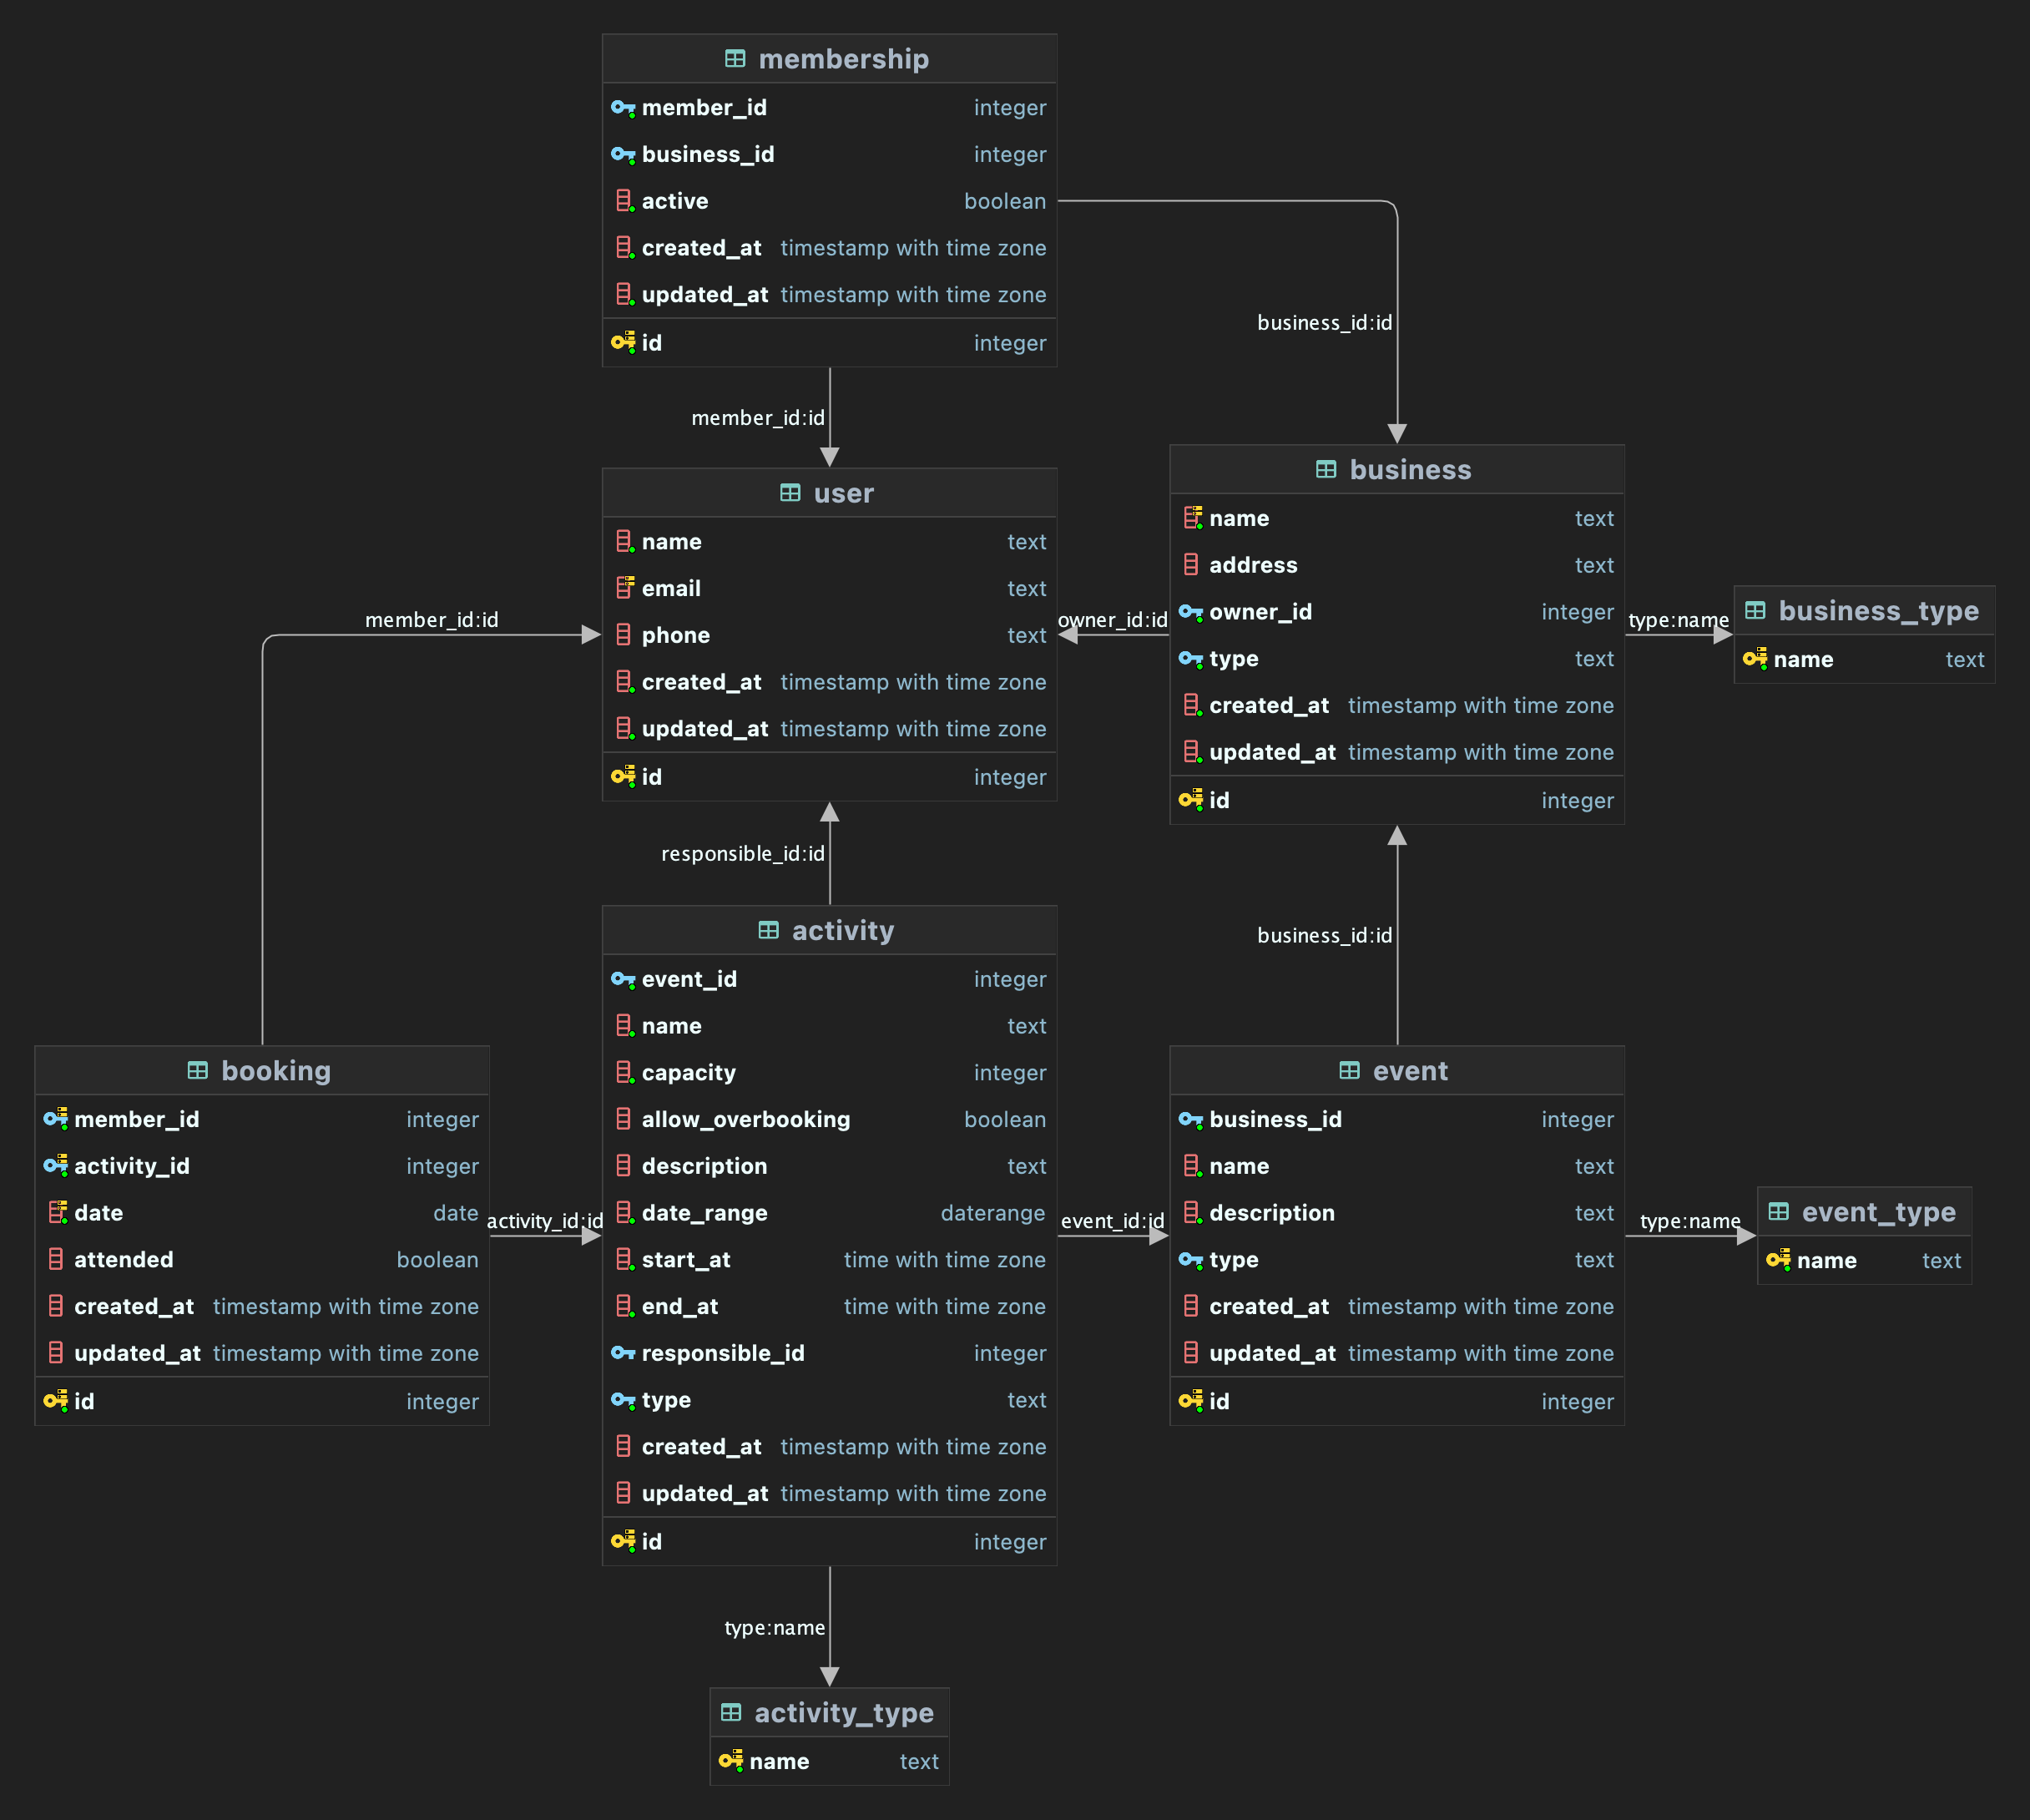 membership
member_id integer
business_id integer
active boolean
created_at timestamp with time zone
updated_at timestamp with time zone
id integer
business_id:id
member_id:id
user
name text
email text
phone text
created_at timestamp with time zone
updated_at timestamp with time zone
id integer
business
name text
address text
owner_id integer
type text
created_at timestamp with time zone
updated_at timestamp with time zone
id integer
member_id:id
owner_id:id
type:name
business_type
name text
responsible_id:id
business_id:id
activity
event_id integer
name text
capacity integer
allow_overbooking boolean
description text
date_range daterange
start_at time with time zone
end_at time with time zone
responsible_id integer
type text
created_at timestamp with time zone
updated_at timestamp with time zone
id integer
booking
member_id integer
activity_id integer
date date
attended boolean
created_at timestamp with time zone
updated_at timestamp with time zone
id integer
activity_id:id
event_id:id
event
business_id integer
name text
description text
type text
created_at timestamp with time zone
updated_at timestamp with time zone
id integer
type:name
event_type
name text
type:name
activity_type
name text